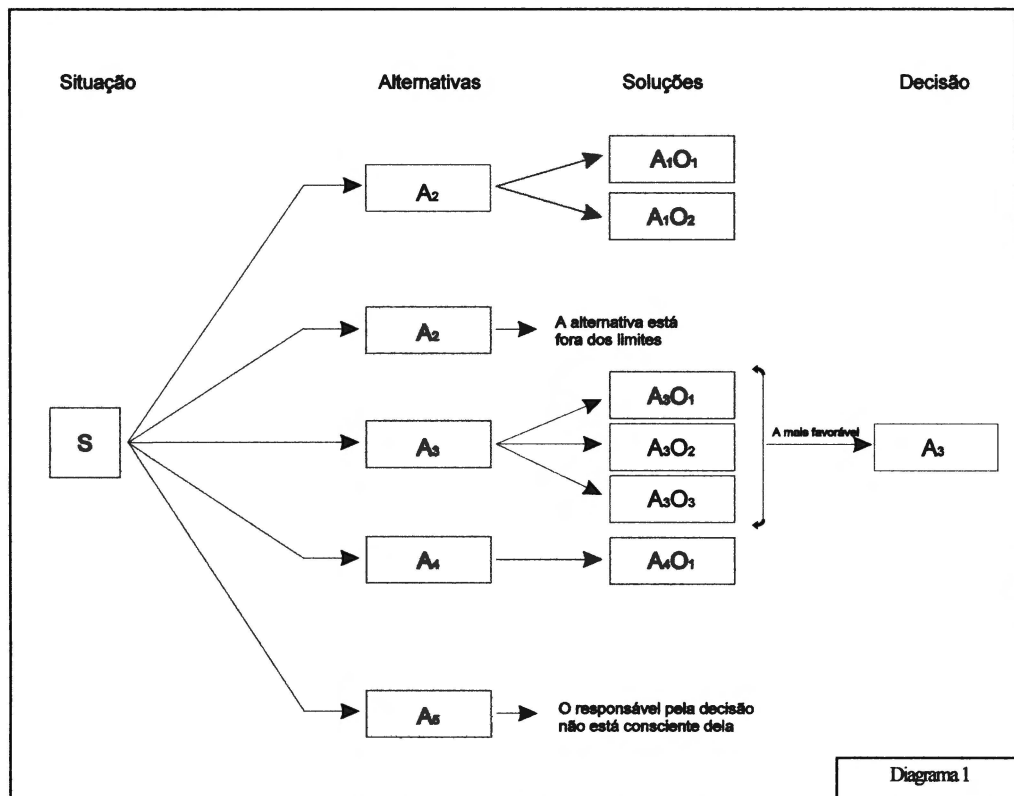 Situação
Alternativas
Soluções
Decisão
A₂
A₁O₁
A₁O₂
A₂
A alternativa está
fora dos limites
S
A₃
A₃O₁
A₃O₂
A₃O₃
A mais favorável
A₃
A₄
A₄O₁
A₅
O responsável pela decisão
não está consciente dela
Diagrama 1